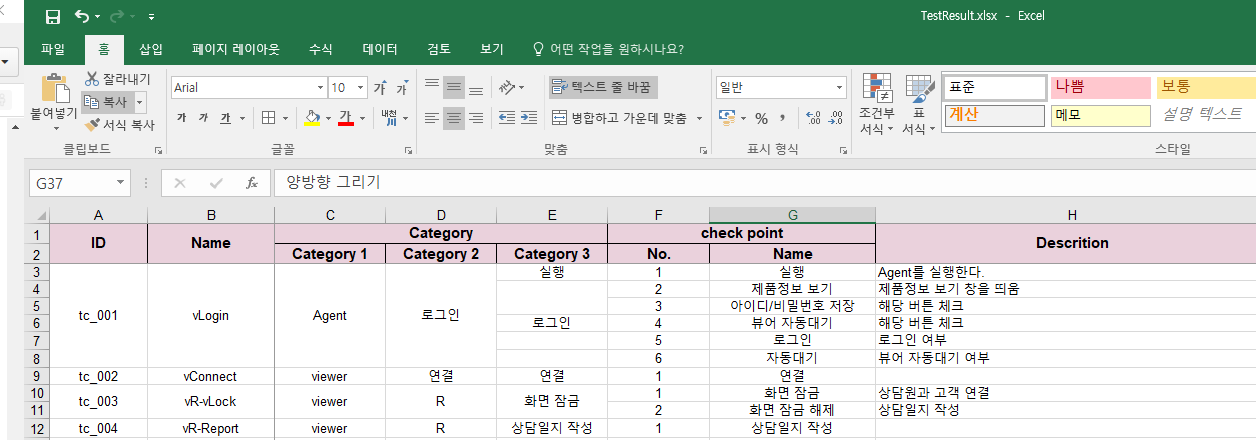 TestResult.xlsx - Excel
파일 홈 삽입 페이지 레이아웃 수식 데이터 검토 보기 어떤 작업을 원하시나요?
잘라내기
붙여넣기 복사
서식 복사
클립보드
Arial 10 가 가
가 가 가 가 내천
글꼴
텍스트 줄 바꿈
병합하고 가운데 맞춤
맞춤
일반
% , .00 .00
표시 형식
조건부 서식 표 서식
표준 나쁨 보통
계산 메모 설명 텍스트
스타일
G37 fx 양방향 그리기
A B C D E F G H
1 ID Name Category check point Descrition
2 Category 1 Category 2 Category 3 No. Name
3 실행 1 실행 Agent를 실행한다.
4 2 제품정보 보기 제품정보 보기 창을 띄움
5 tc_001 vLogin Agent 로그인 3 아이디/비밀번호 저장 해당 버튼 체크
6 로그인 4 뷰어 자동대기 해당 버튼 체크
7 5 로그인 로그인 여부
8 6 자동대기 뷰어 자동대기 여부
9 tc_002 vConnect viewer 연결 연결 1 연결
10 tc_003 vR-vLock viewer R 화면 잠금 1 화면 잠금 상담원과 고객 연결
11 2 화면 잠금 해제 상담일지 작성
12 tc_004 vR-Report viewer R 상담일지 작성 1 상담일지 작성